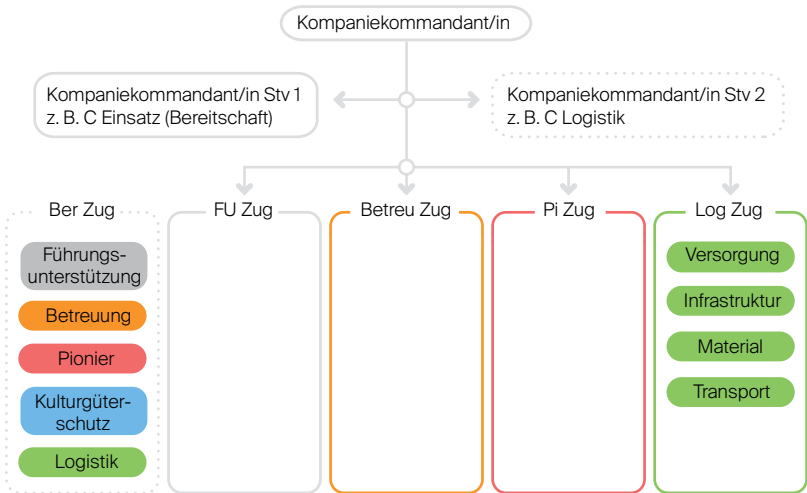 Kompaniekommandant/in
Kompaniekommandant/in Stv 1
z. B. C Einsatz (Bereitschaft)
Kompaniekommandant/in Stv 2
z. B. C Logistik
Ber Zug
FU Zug
Betreu Zug
Pi Zug
Log Zug
Führungs-
unterstützung
Betreuung
Pionier
Kulturgüter-
schutz
Logistik
Versorgung
Infrastruktur
Material
Transport